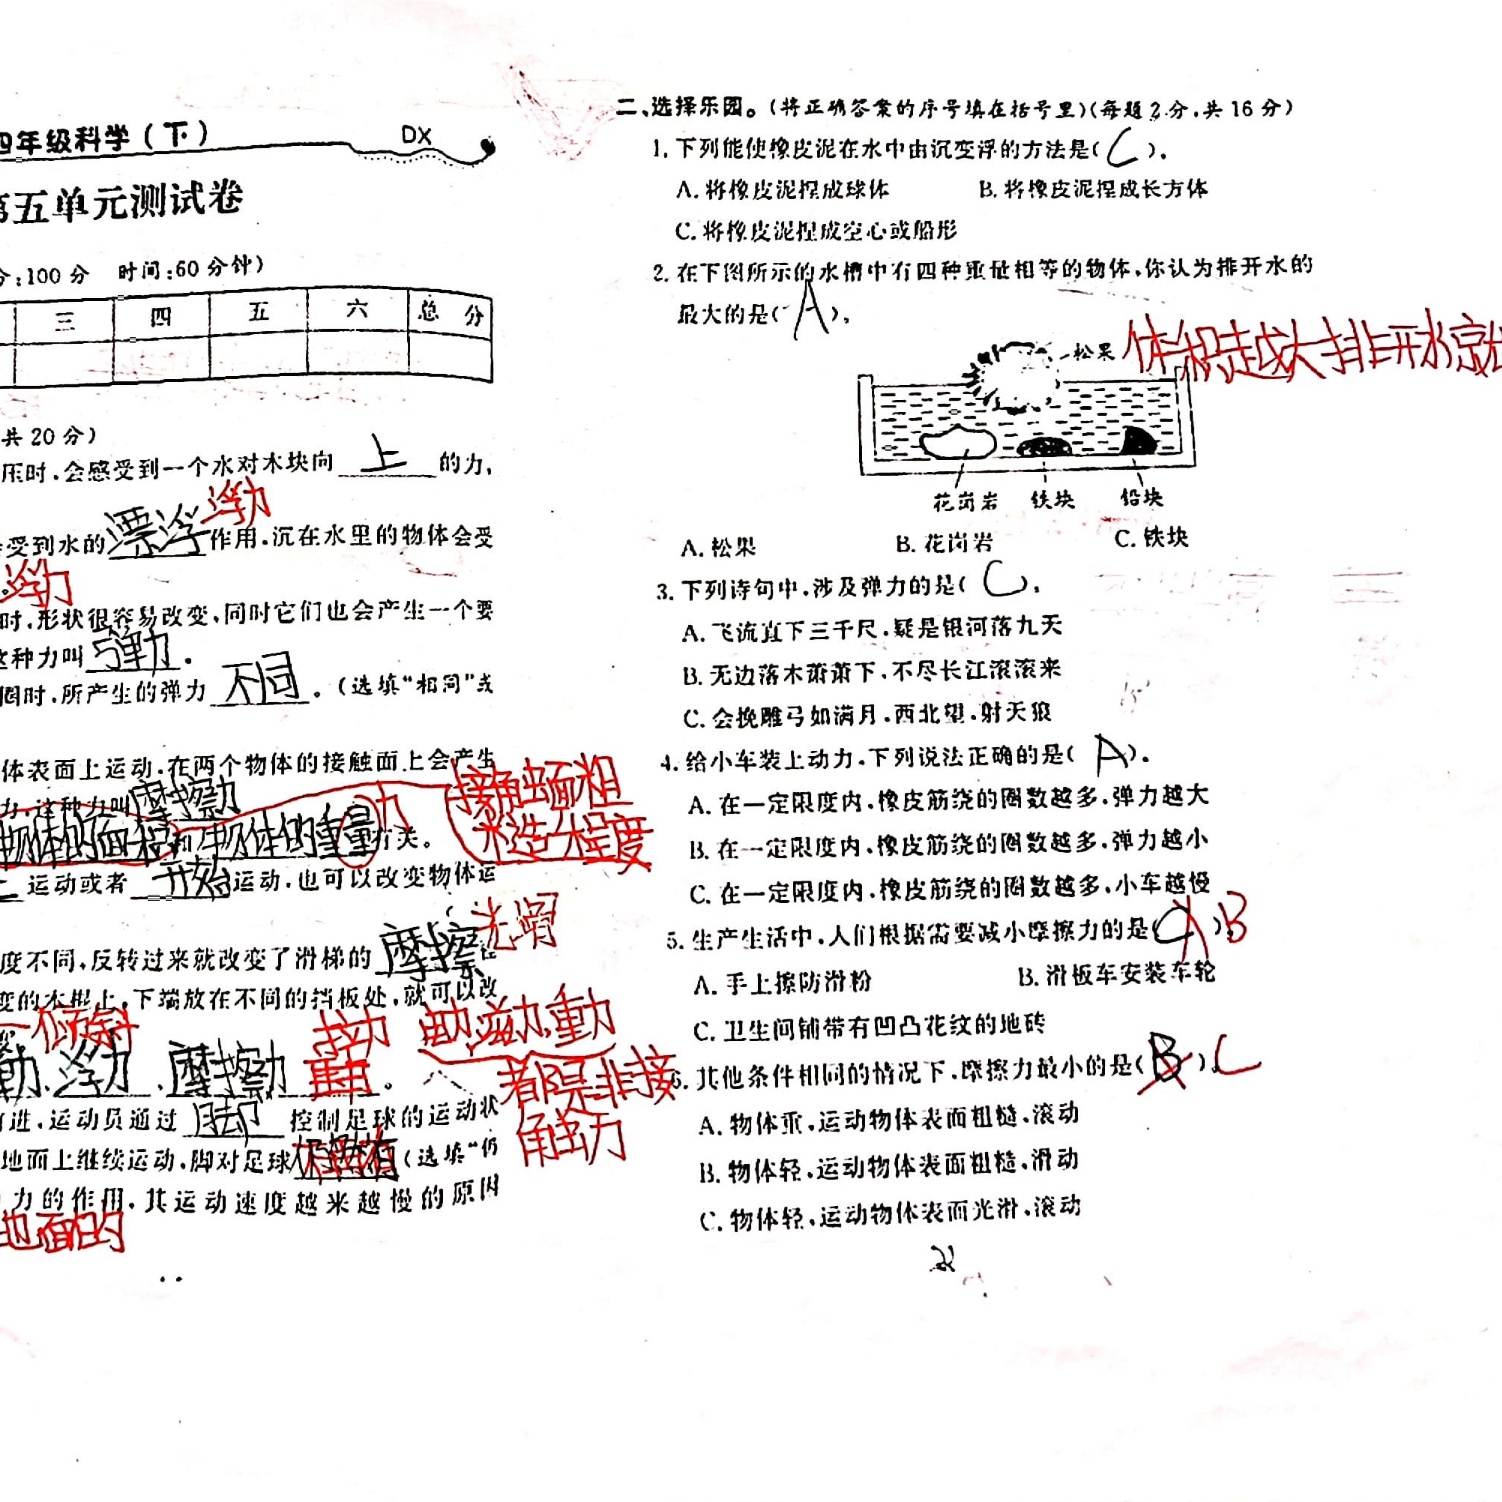 四年级科学(下) DX
第五单元测试卷
分:100分 时间:60分钟)
三 四 五 六 总分
共20分)
压时,会感受到一个水对木块向 上 的力,
浮力
受到水的漂浮作用,沉在水里的物体会受
浮力
时,形状很容易改变,同时它们也会产生一个要
这种力叫弹力.
圈时,所产生的弹力 不同 。(选填“相同”或
体表面上运动,在两个物体的接触面上会产生
力,这种力叫摩擦力
接触面粗
物体的面积和物体的重量有关。
力
糙程度
运动或者 开始运动,也可以改变物体运
光滑
度不同,反转过来就改变了滑梯的 摩擦
变的木棍上,下端放在不同的挡板处,就可以改
倾斜
拉力 电力,磁力,重力
力、浮力、摩擦力 重力。
都是非接
进,运动员通过 脚 控制足球的运动状
触力
地面上继续运动,脚对足球 (选填“仍
力的作用,其运动速度越来越慢的原因
地面的
二、选择乐园。(将正确答案的序号填在括号里)(每题2分,共16分)
1.下列能使橡皮泥在水中由沉变浮的方法是( C ).
A.将橡皮泥捏成球体 B.将橡皮泥捏成长方体
C.将橡皮泥捏成空心或船形
2.在下图所示的水槽中有四种重量相等的物体,你认为排开水的
最大的是( A ).
松果 体积越大排开水
花岗岩 铁块 铅块
A.松果 B.花岗岩 C.铁块
3.下列诗句中,涉及弹力的是( C ).
A.飞流直下三千尺,疑是银河落九天
B.无边落木萧萧下,不尽长江滚滚来
C.会挽雕弓如满月,西北望,射天狼
4.给小车装上动力,下列说法正确的是( A ).
A.在一定限度内,橡皮筋绕的圈数越多,弹力越大
B.在一定限度内,橡皮筋绕的圈数越多,弹力越小
C.在一定限度内,橡皮筋绕的圈数越多,小车越慢
5.生产生活中,人们根据需要减小摩擦力的是( C )B
A.手上擦防滑粉 B.滑板车安装车轮
C.卫生间铺带有凹凸花纹的地砖
6.其他条件相同的情况下,摩擦力最小的是( B ).C
A.物体重,运动物体表面粗糙,滚动
B.物体轻,运动物体表面粗糙,滑动
C.物体轻,运动物体表面光滑,滚动